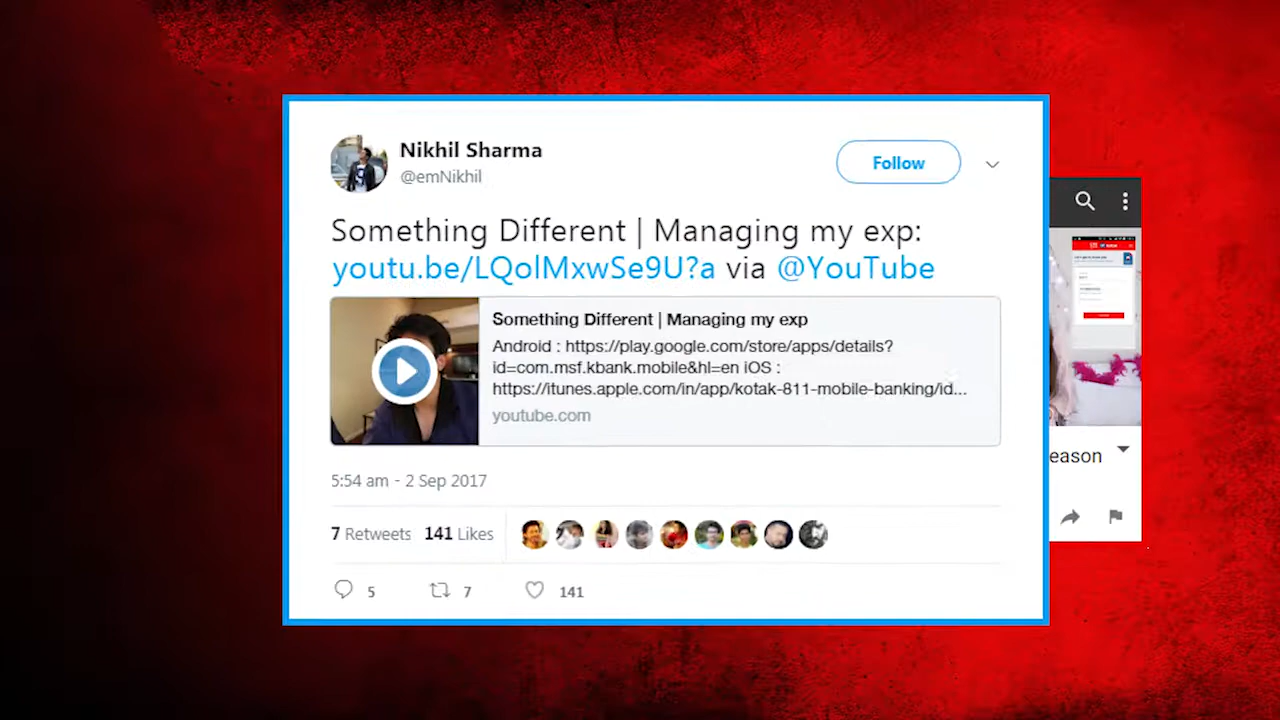 Nikhil Sharma
@emNikhil
Follow
Something Different | Managing my exp:
youtu.be/LQolMxwSe9U?a via @YouTube
Something Different | Managing my exp
Android : https://play.google.com/store/apps/details?
id=com.msf.kbank.mobile&hl=en iOS :
https://itunes.apple.com/in/app/kotak-811-mobile-banking/id...
youtube.com
5:54 am - 2 Sep 2017
7 Retweets 141 Likes
5 7 141
eason